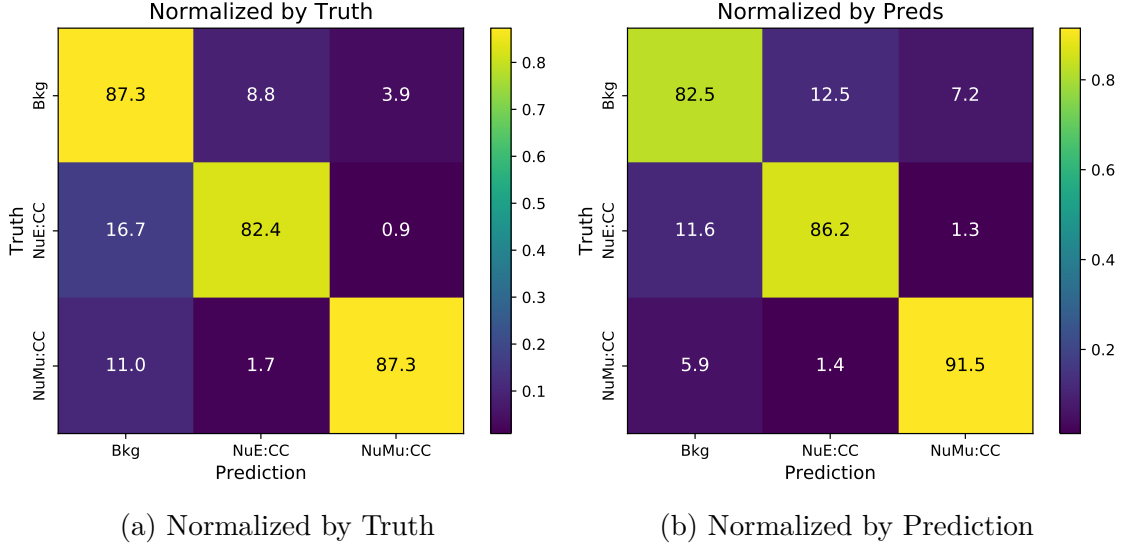 Normalized by Truth
Bkg 87.3 8.8 3.9
NuE:CC 16.7 82.4 0.9
NuMu:CC 11.0 1.7 87.3
Truth
Bkg NuE:CC NuMu:CC
Prediction
0.8
0.7
0.6
0.5
0.4
0.3
0.2
0.1
(a) Normalized by Truth
Normalized by Preds
Bkg 82.5 12.5 7.2
NuE:CC 11.6 86.2 1.3
NuMu:CC 5.9 1.4 91.5
Truth
Bkg NuE:CC NuMu:CC
Prediction
0.8
0.6
0.4
0.2
(b) Normalized by Prediction